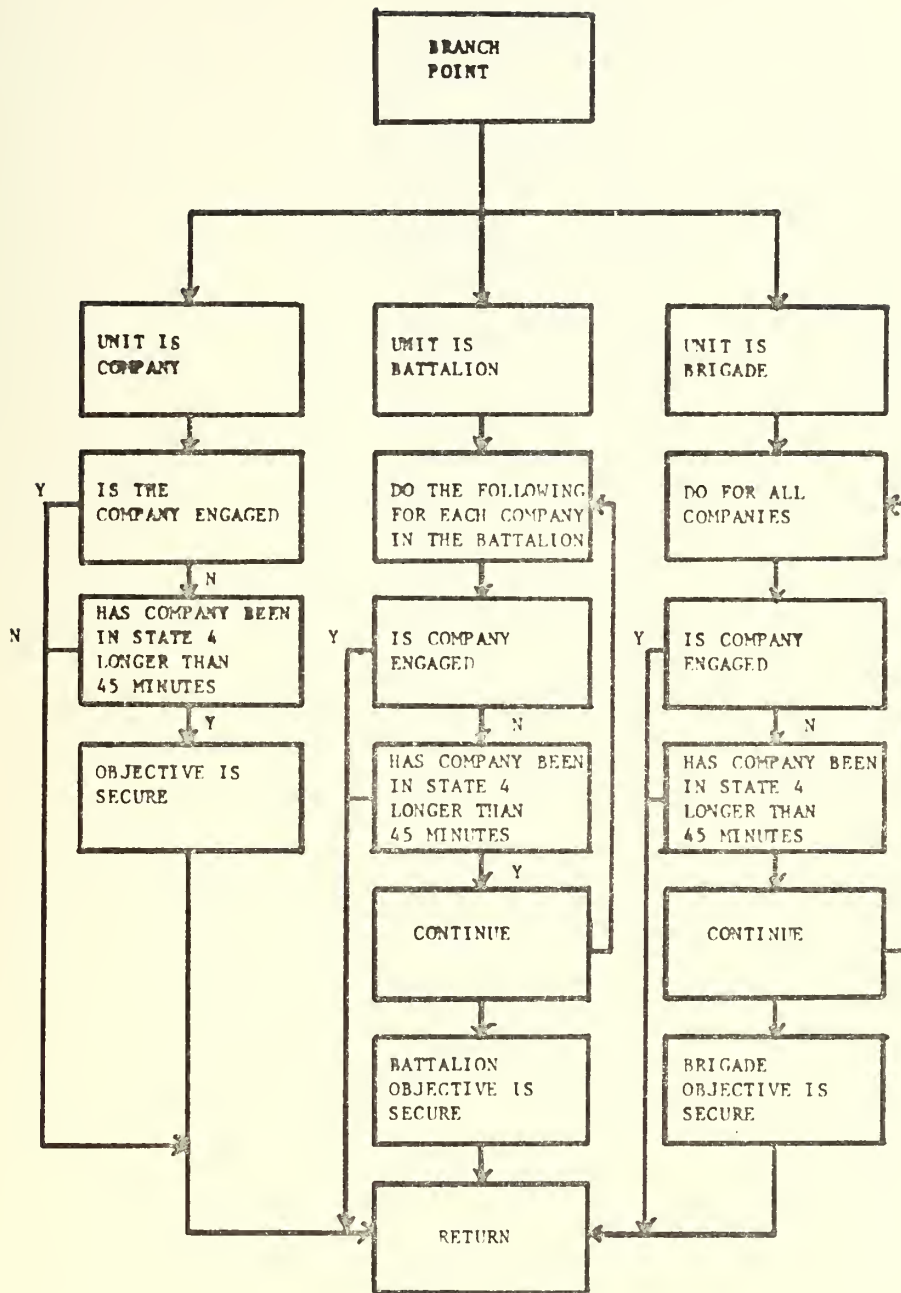 BRANCH
POINT
UNIT IS
COMPANY
UNIT IS
BATTALION
UNIT IS
BRIGADE
Y
IS THE
COMPANY ENGAGED
DO THE FOLLOWING
FOR EACH COMPANY
IN THE BATTALION
DO FOR ALL
COMPANIES
N
N
HAS COMPANY BEEN
IN STATE 4
LONGER THAN
45 MINUTES
Y
IS COMPANY
ENGAGED
Y
IS COMPANY
ENGAGED
Y
N
N
OBJECTIVE IS
SECURE
HAS COMPANY BEEN
IN STATE 4
LONGER THAN
45 MINUTES
HAS COMPANY BEEN
IN STATE 4
LONGER THAN
45 MINUTES
Y
CONTINUE
CONTINUE
BATTALION
OBJECTIVE IS
SECURE
BRIGADE
OBJECTIVE IS
SECURE
RETURN